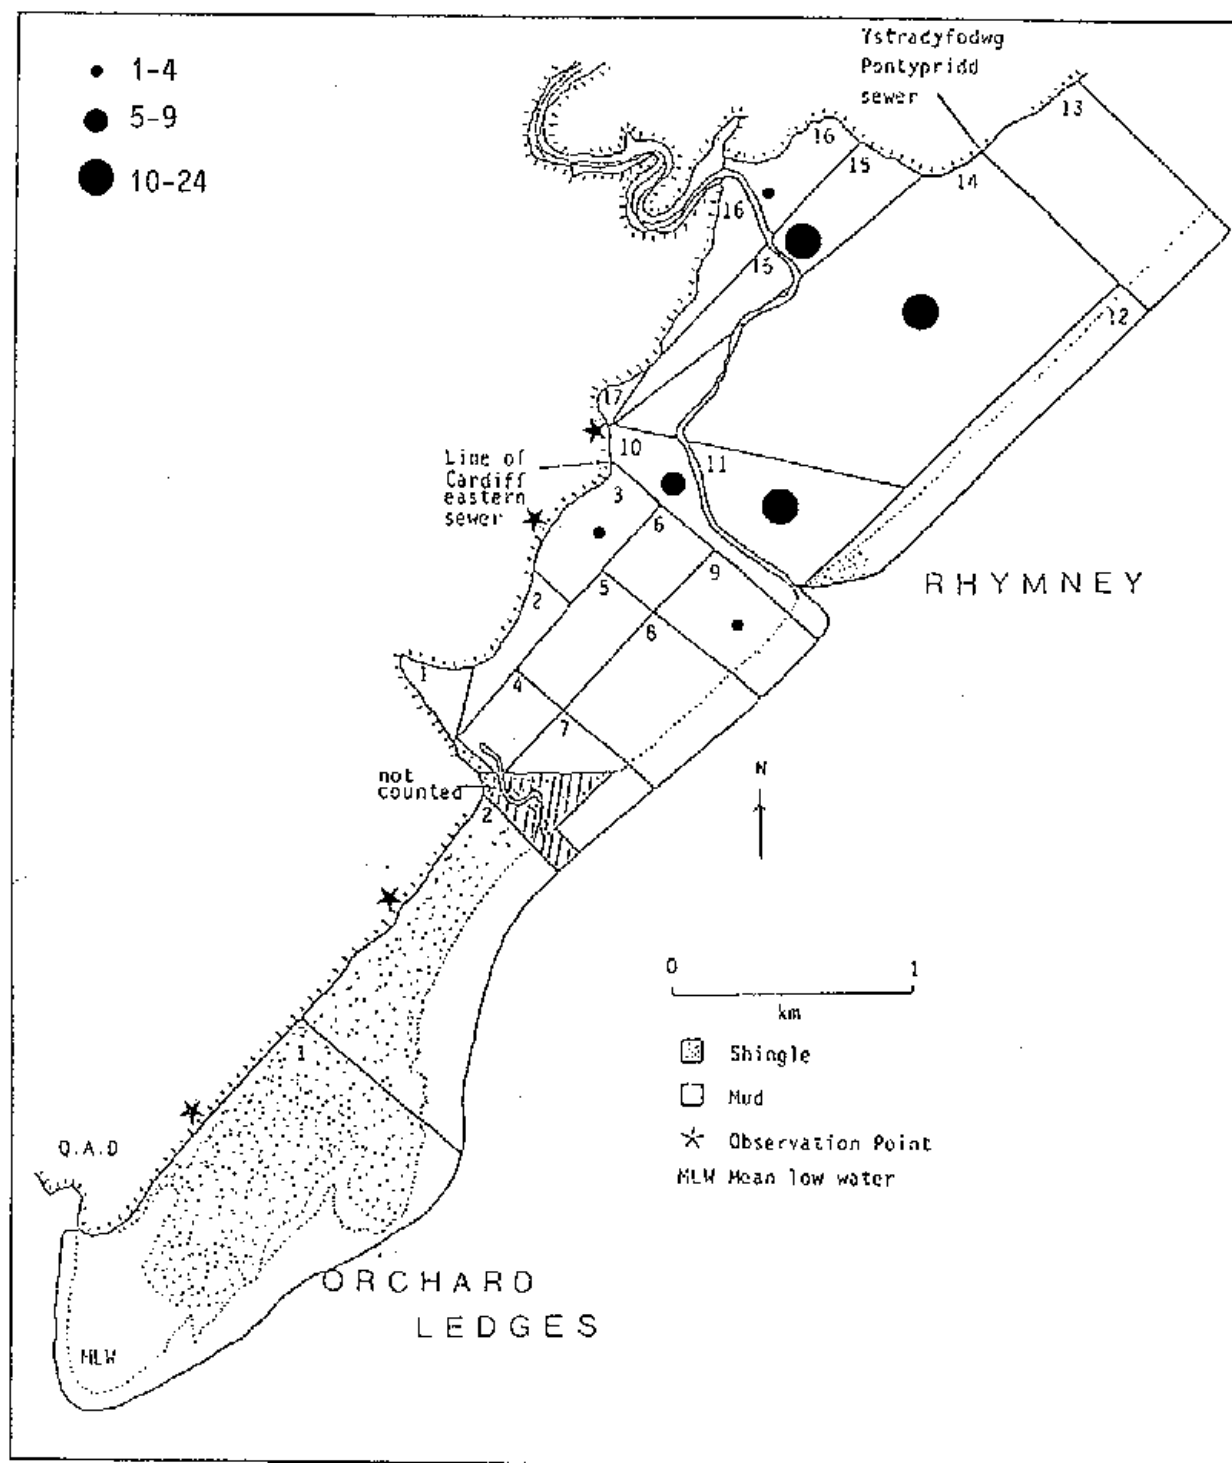 1-4
5-9
10-24
Ystradyfodwg
Pontypridd
sewer
13
16
15
14
16
15
12
17
10
11
Line of
Cardiff
eastern
sewer
3
6
9
5
2
8
RHYMNEY
1
4
7
not
counted
2
N
0 1
km
Shingle
Mud
Observation Point
MLW Mean low water
1
Q.A.D
ORCHARD
LEDGES
MLW